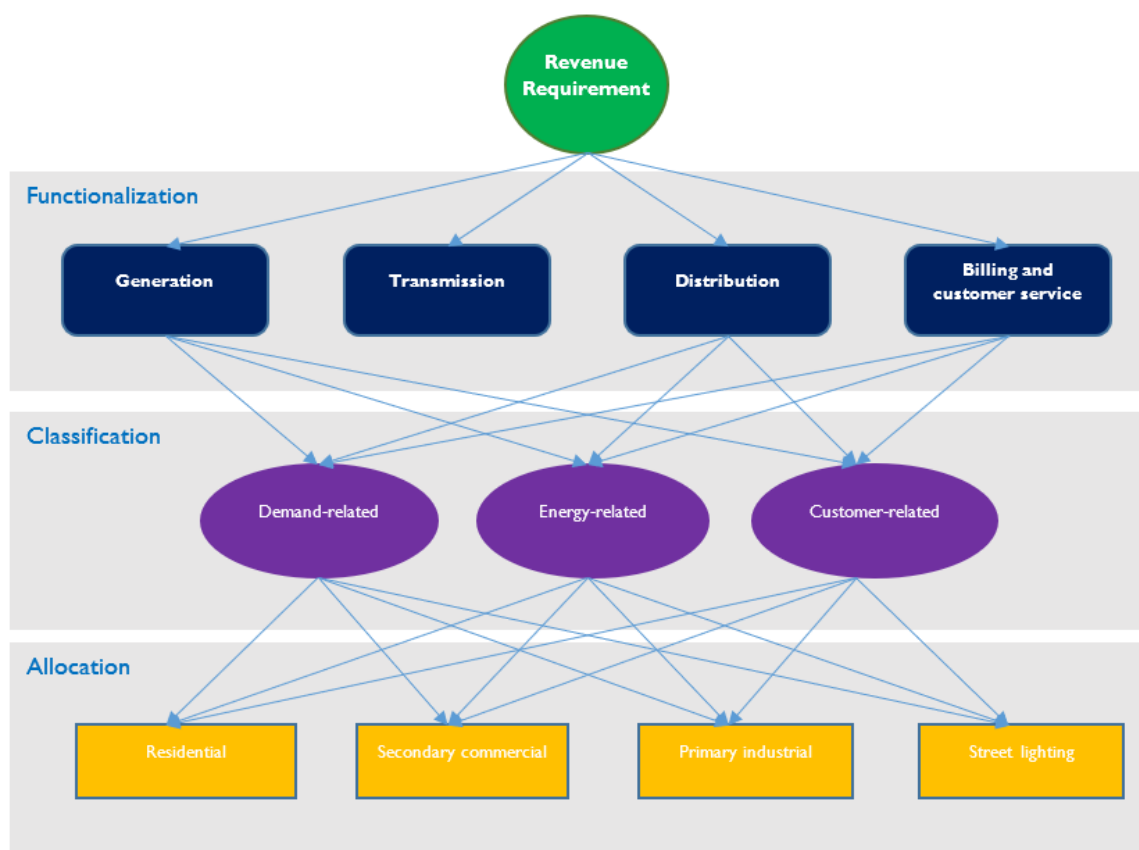 Revenue
Requirement
Functionalization
Generation
Transmission
Distribution
Billing and
customer service
Classification
Demand-related
Energy-related
Customer-related
Allocation
Residential
Secondary commercial
Primary industrial
Street lighting